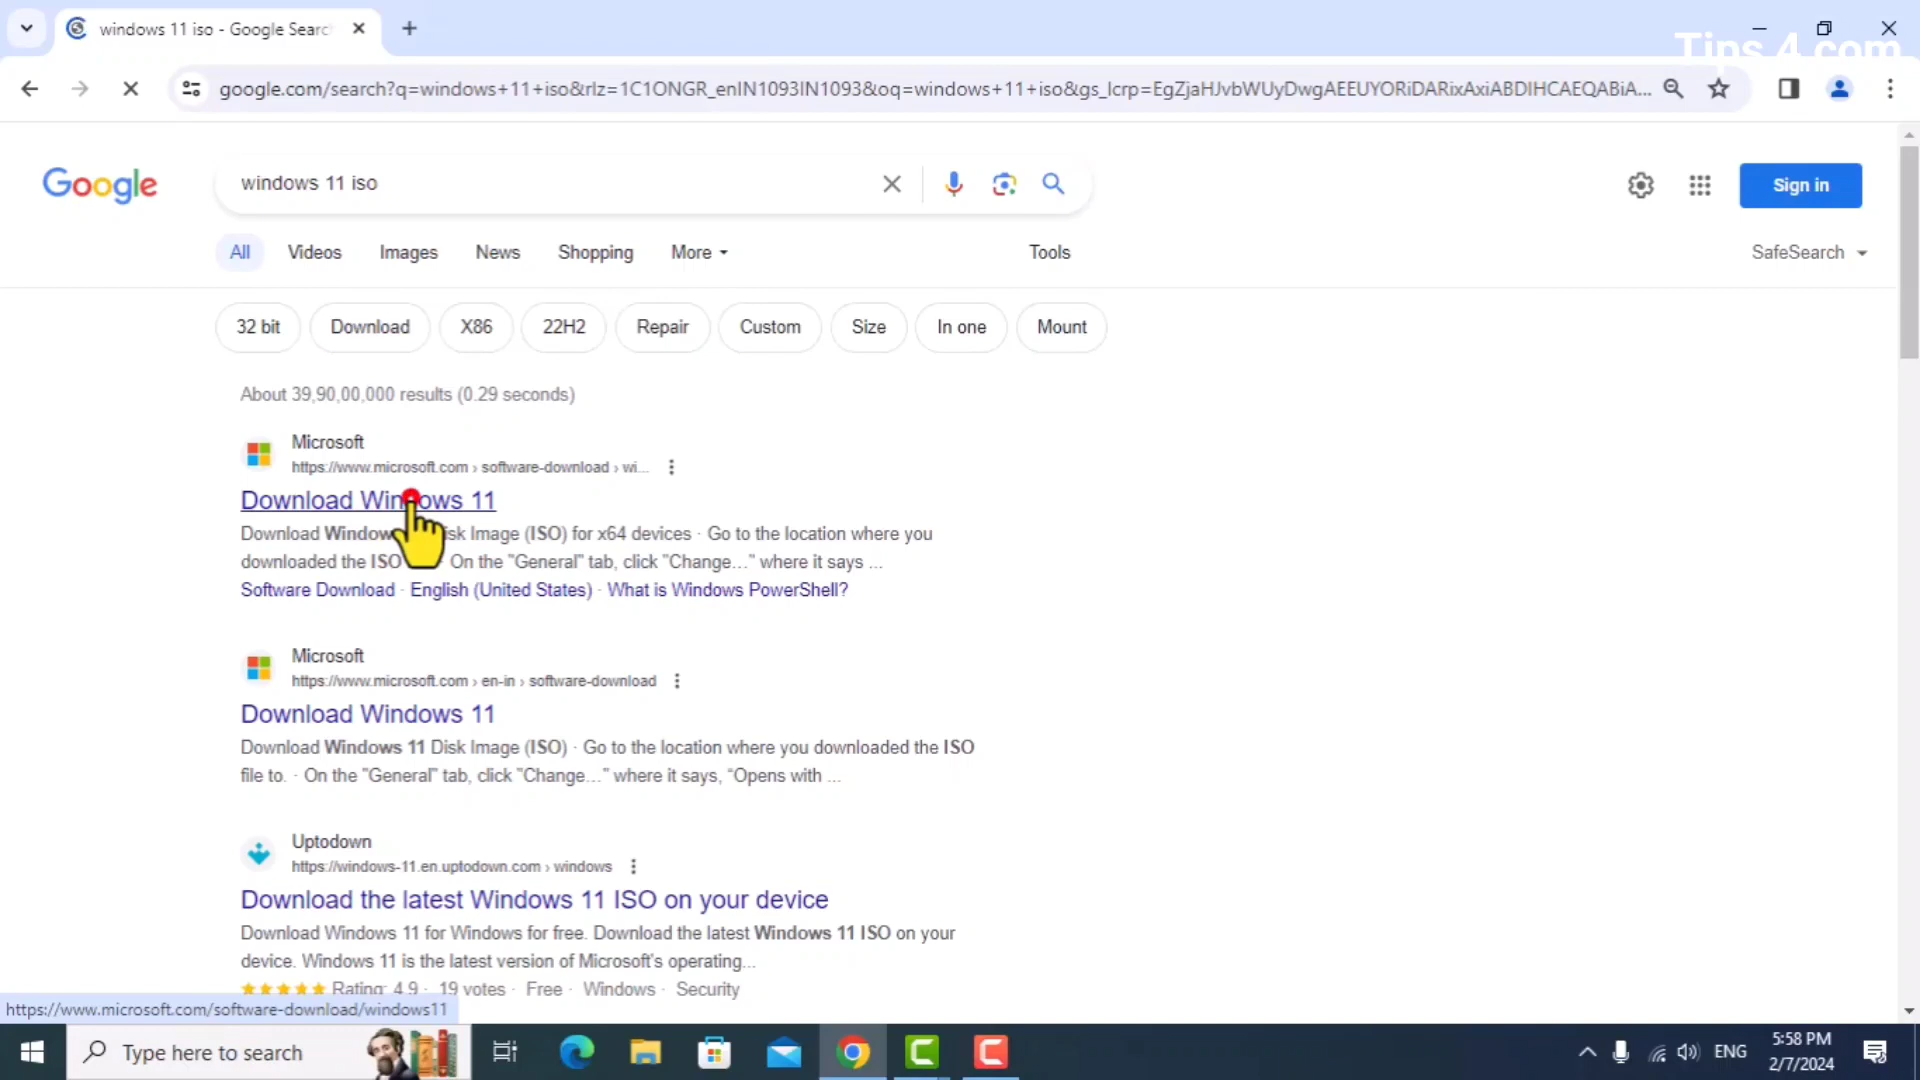 windows 11 iso - Google Searc
Tips 4 com
google.com/search?q=windows+11+iso&rlz=1C1ONGR_enIN1093IN1093&oq=windows+11+iso&gs_lcrp=EgZjaHJvbWUyDwgAEEUYORiDARixAxiABDIHCAEQABiA...
Google
windows 11 iso
Sign in
All Videos Images News Shopping More Tools SafeSearch
32 bit Download X86 22H2 Repair Custom Size In one Mount
About 39,90,00,000 results (0.29 seconds)
Microsoft
https://www.microsoft.com › software-download › wi...
Download Windows 11
Download Window sk Image (ISO) for x64 devices · Go to the location where you
downloaded the ISO On the "General" tab, click "Change..." where it says ...
Software Download · English (United States) · What is Windows PowerShell?
Microsoft
https://www.microsoft.com › en-in › software-download
Download Windows 11
Download Windows 11 Disk Image (ISO) · Go to the location where you downloaded the ISO
file to. · On the "General" tab, click "Change..." where it says, "Opens with ...
Uptodown
https://windows-11.en.uptodown.com › windows
Download the latest Windows 11 ISO on your device
Download Windows 11 for Windows for free. Download the latest Windows 11 ISO on your
device. Windows 11 is the latest version of Microsoft's operating...
Rating: 4.9 · 19 votes · Free · Windows · Security
https://www.microsoft.com/software-download/windows11
Type here to search
ENG
5:58 PM
2/7/2024